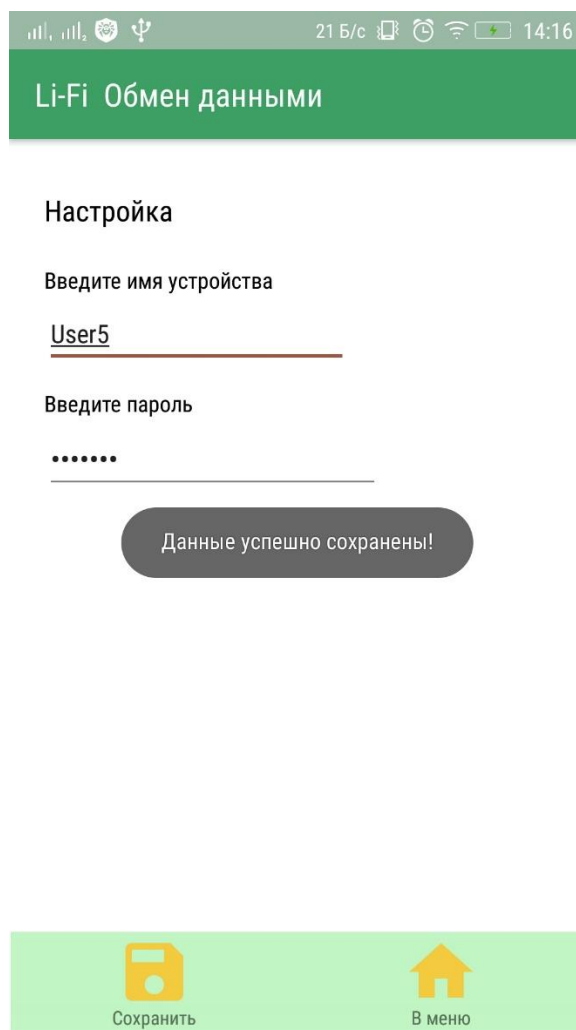 21 Б/с 14:16
Li-Fi Обмен данными
Настройка
Введите имя устройства
User5
Введите пароль
•••••••
Данные успешно сохранены!
Сохранить В меню